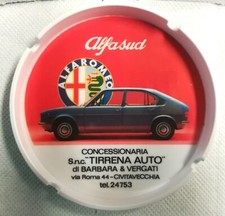 alfasud
ALFA ROMEO
CONCESSIONARIA
S.n.c. "TIRRENA AUTO"
di BARBARA & VERGATI
via Roma 44 - CIVITAVECCHIA
tel. 24753